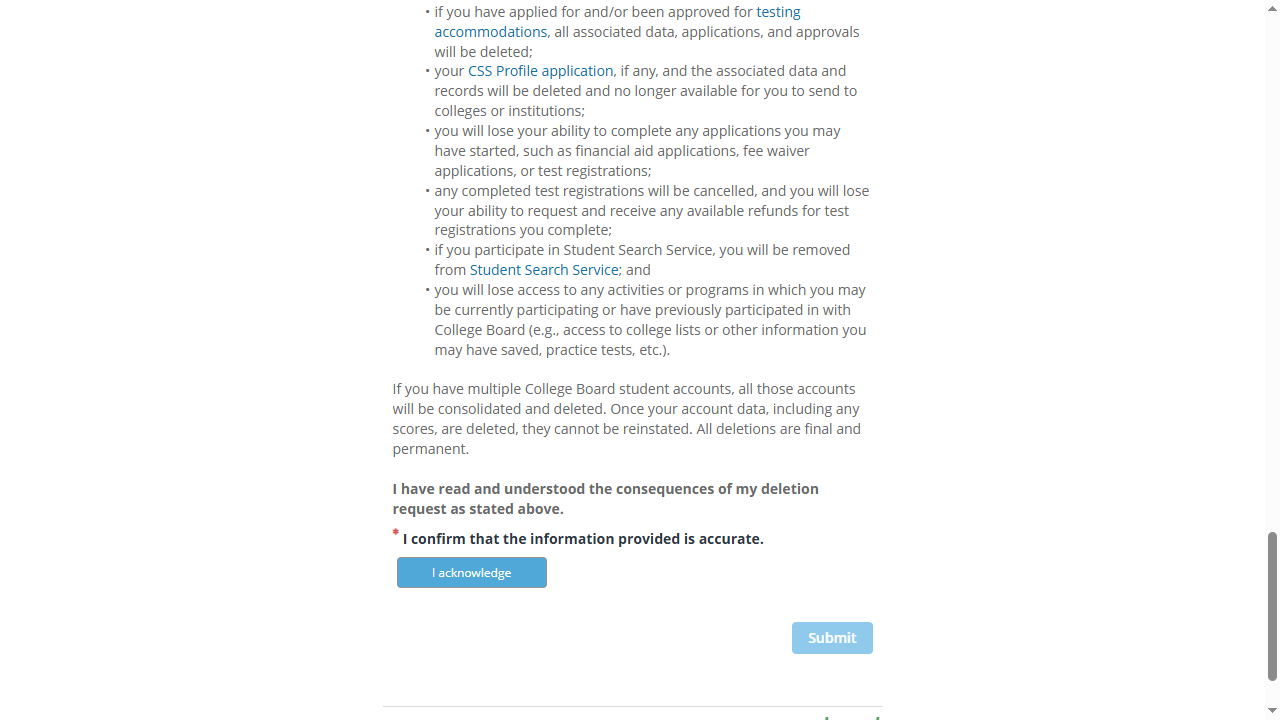 • if you have applied for and/or been approved for testing
accommodations, all associated data, applications, and approvals
will be deleted;
• your CSS Profile application, if any, and the associated data and
records will be deleted and no longer available for you to send to
colleges or institutions;
• you will lose your ability to complete any applications you may
have started, such as financial aid applications, fee waiver
applications, or test registrations;
• any completed test registrations will be cancelled, and you will lose
your ability to request and receive any available refunds for test
registrations you complete;
• if you participate in Student Search Service, you will be removed
from Student Search Service; and
• you will lose access to any activities or programs in which you may
be currently participating or have previously participated in with
College Board (e.g., access to college lists or other information you
may have saved, practice tests, etc.).
If you have multiple College Board student accounts, all those accounts
will be consolidated and deleted. Once your account data, including any
scores, are deleted, they cannot be reinstated. All deletions are final and
permanent.
I have read and understood the consequences of my deletion
request as stated above.
* I confirm that the information provided is accurate.
I acknowledge
Submit